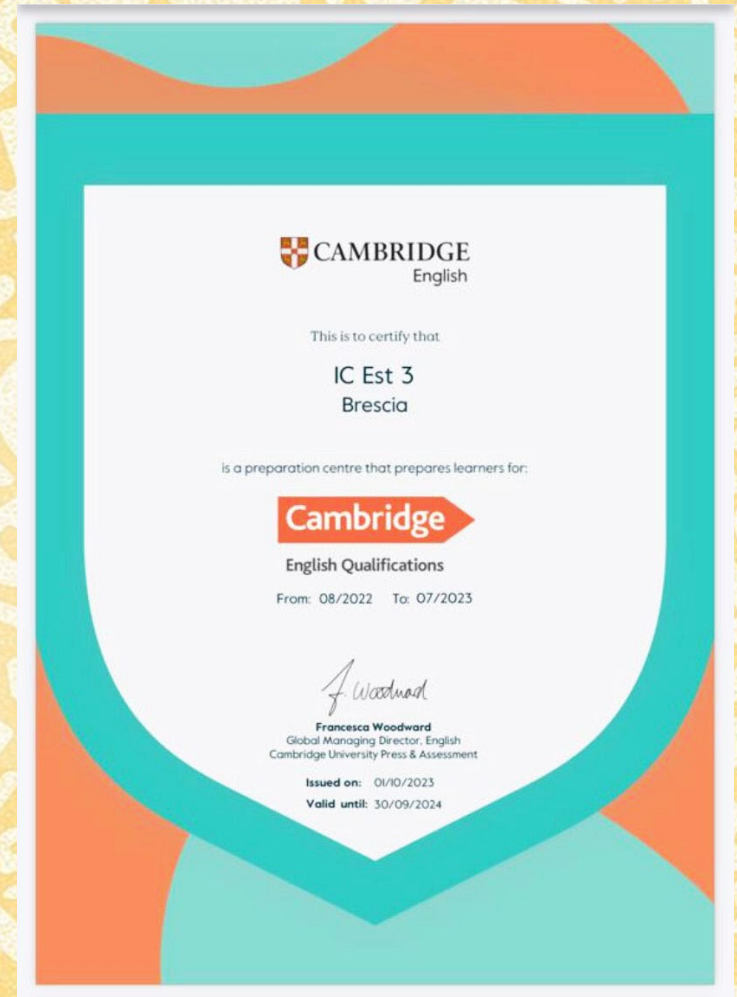 CAMBRIDGE
English
This is to certify that
IC Est 3
Brescia
is a preparation centre that prepares learners for:
Cambridge
English Qualifications
From: 08/2022 To: 07/2023
f. Woodward
Francesca Woodward
Global Managing Director, English
Cambridge University Press & Assessment
Issued on: 01/10/2023
Valid until: 30/09/2024